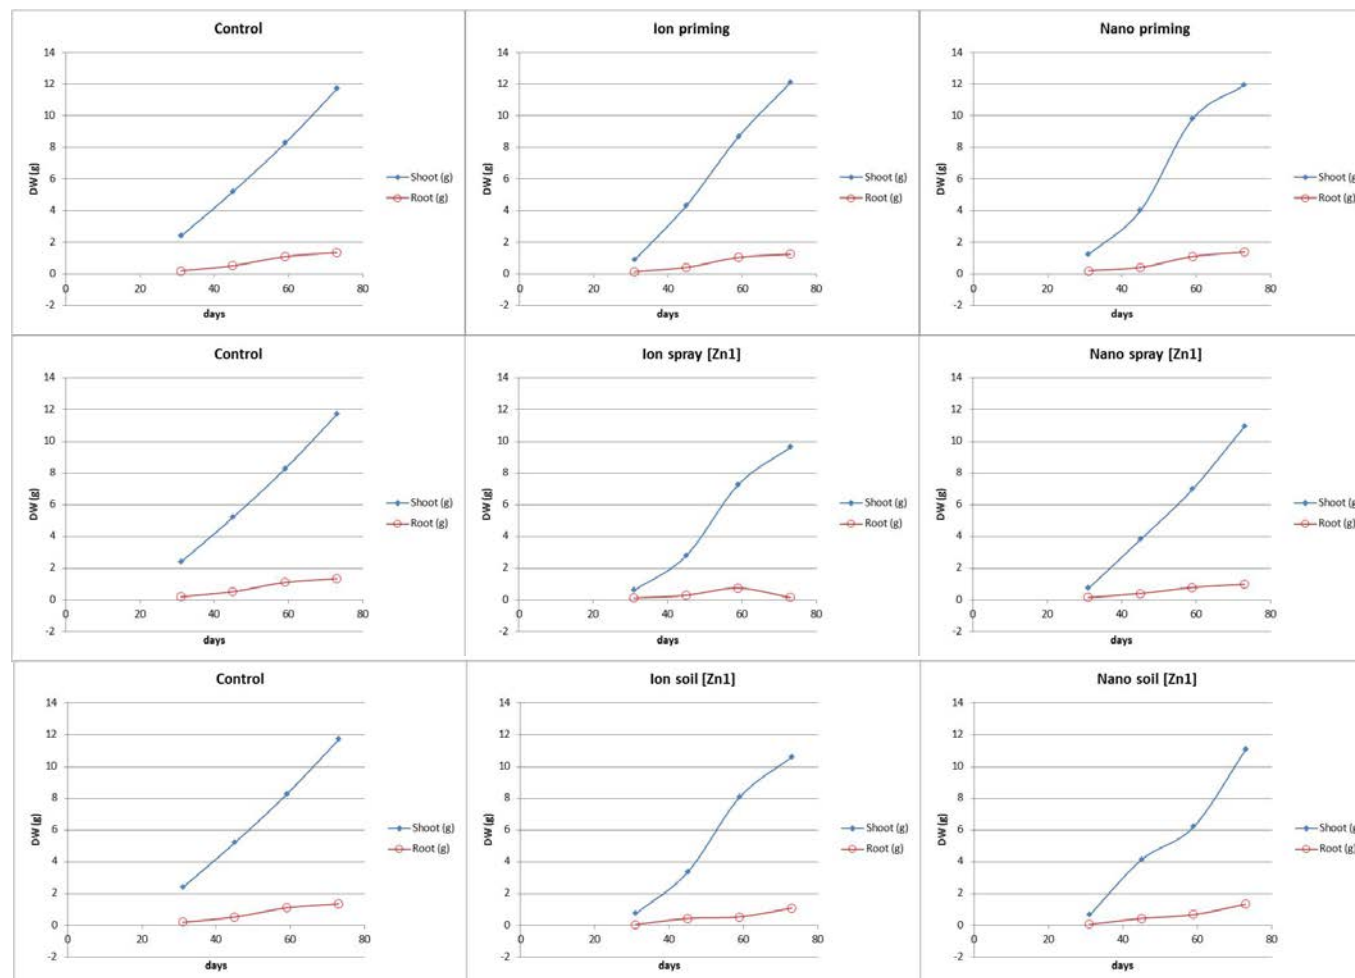 Control
14
12
10
8
6
4
2
0
-2
0 20 40 60 80
DW (g)
days
Shoot (g)
Root (g)
Ion priming
14
12
10
8
6
4
2
0
-2
0 20 40 60 80
DW (g)
days
Shoot (g)
Root (g)
Nano priming
14
12
10
8
6
4
2
0
-2
0 20 40 60 80
DW (g)
days
Shoot (g
Root (g)
Control
14
12
10
8
6
4
2
0
-2
0 20 40 60 80
DW (g)
days
Shoot (g)
Root (g)
Ion spray [Zn1]
14
12
10
8
6
4
2
0
-2
0 20 40 60 80
DW (g)
days
Shoot (g)
Root (g)
Nano spray [Zn1]
14
12
10
8
6
4
2
0
-2
0 20 40 60 80
DW (g)
days
Shoot (g
Root (g)
Control
14
12
10
8
6
4
2
0
-2
0 20 40 60 80
DW (g)
days
Shoot (g)
Root (g)
Ion soil [Zn1]
14
12
10
8
6
4
2
0
-2
0 20 40 60 80
DW (g)
days
Shoot (g)
Root (g)
Nano soil [Zn1]
14
12
10
8
6
4
2
0
-2
0 20 40 60 80
DW (g)
days
Shoot (g
Root (g)